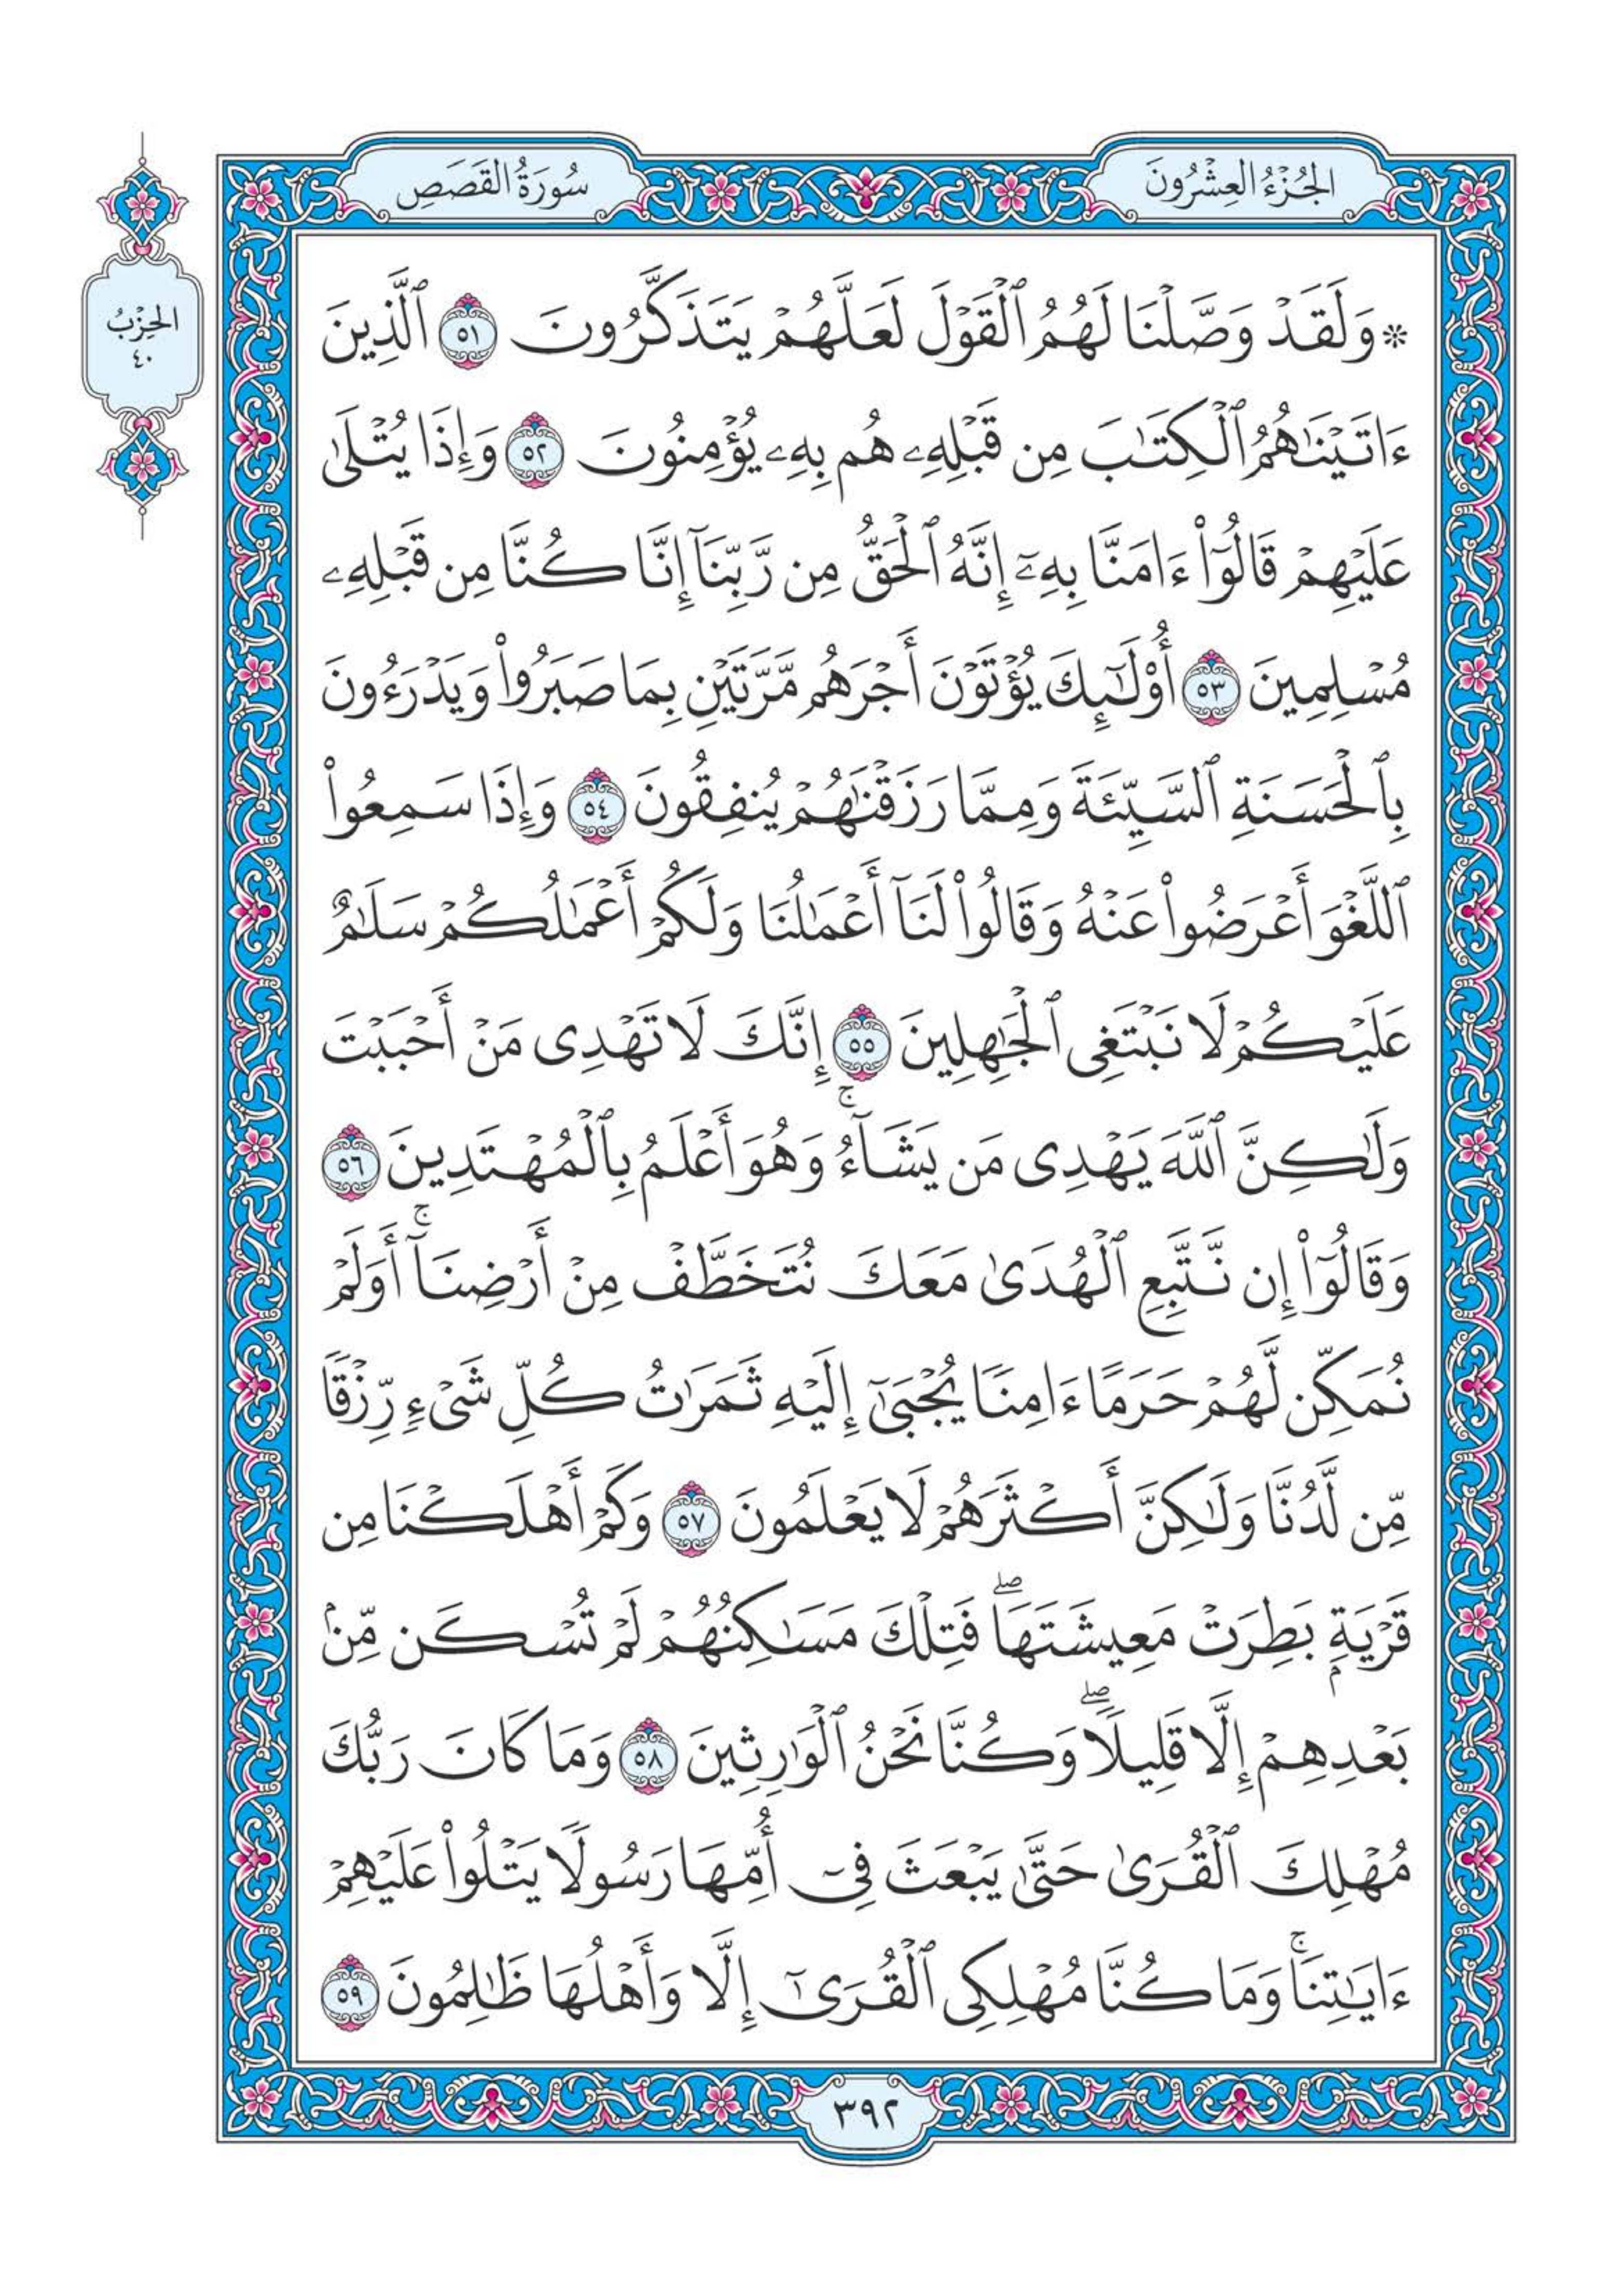 الجُزْءُ العِشْرُونَ
سُورَةُ القَصَصِ
الحِزْبُ
٤٠
* وَلَقَدْ وَصَّلْنَا لَهُمُ ٱلْقَوْلَ لَعَلَّهُمْ يَتَذَكَّرُونَ ٥١ ٱلَّذِينَ
ءَاتَيْنَٰهُمُ ٱلْكِتَٰبَ مِن قَبْلِهِۦ هُم بِهِۦ يُؤْمِنُونَ ٥٢ وَإِذَا يُتْلَىٰ
عَلَيْهِمْ قَالُوٓا۟ ءَامَنَّا بِهِۦٓ إِنَّهُ ٱلْحَقُّ مِن رَّبِّنَآ إِنَّا كُنَّا مِن قَبْلِهِۦ
مُسْلِمِينَ ٥٣ أُو۟لَٰٓئِكَ يُؤْتَوْنَ أَجْرَهُم مَّرَّتَيْنِ بِمَا صَبَرُوا۟ وَيَدْرَءُونَ
بِٱلْحَسَنَةِ ٱلسَّيِّئَةَ وَمِمَّا رَزَقْنَٰهُمْ يُنفِقُونَ ٥٤ وَإِذَا سَمِعُوا۟
ٱللَّغْوَ أَعْرَضُوا۟ عَنْهُ وَقَالُوا۟ لَنَآ أَعْمَٰلُنَا وَلَكُمْ أَعْمَٰلُكُمْ سَلَٰمٌ
عَلَيْكُمْ لَا نَبْتَغِى ٱلْجَٰهِلِينَ ٥٥ إِنَّكَ لَا تَهْدِى مَنْ أَحْبَبْتَ
وَلَٰكِنَّ ٱللَّهَ يَهْدِى مَن يَشَآءُ ۚ وَهُوَ أَعْلَمُ بِٱلْمُهْتَدِينَ ٥٦
وَقَالُوٓا۟ إِن نَّتَّبِعِ ٱلْهُدَىٰ مَعَكَ نُتَخَطَّفْ مِنْ أَرْضِنَآ ۚ أَوَلَمْ
نُمَكِّن لَّهُمْ حَرَمًا ءَامِنًا يُجْبَىٰٓ إِلَيْهِ ثَمَرَٰتُ كُلِّ شَىْءٍ رِّزْقًا
مِّن لَّدُنَّا وَلَٰكِنَّ أَكْثَرَهُمْ لَا يَعْلَمُونَ ٥٧ وَكَمْ أَهْلَكْنَا مِن
قَرْيَةٍۭ بَطِرَتْ مَعِيشَتَهَا ۖ فَتِلْكَ مَسَٰكِنُهُمْ لَمْ تُسْكَن مِّنۢ
بَعْدِهِمْ إِلَّا قَلِيلًا ۖ وَكُنَّا نَحْنُ ٱلْوَٰرِثِينَ ٥٨ وَمَا كَانَ رَبُّكَ
مُهْلِكَ ٱلْقُرَىٰ حَتَّىٰ يَبْعَثَ فِىٓ أُمِّهَا رَسُولًا يَتْلُوا۟ عَلَيْهِمْ
ءَايَٰتِنَا ۚ وَمَا كُنَّا مُهْلِكِى ٱلْقُرَىٰٓ إِلَّا وَأَهْلُهَا ظَٰلِمُونَ ٥٩
٣٩٢